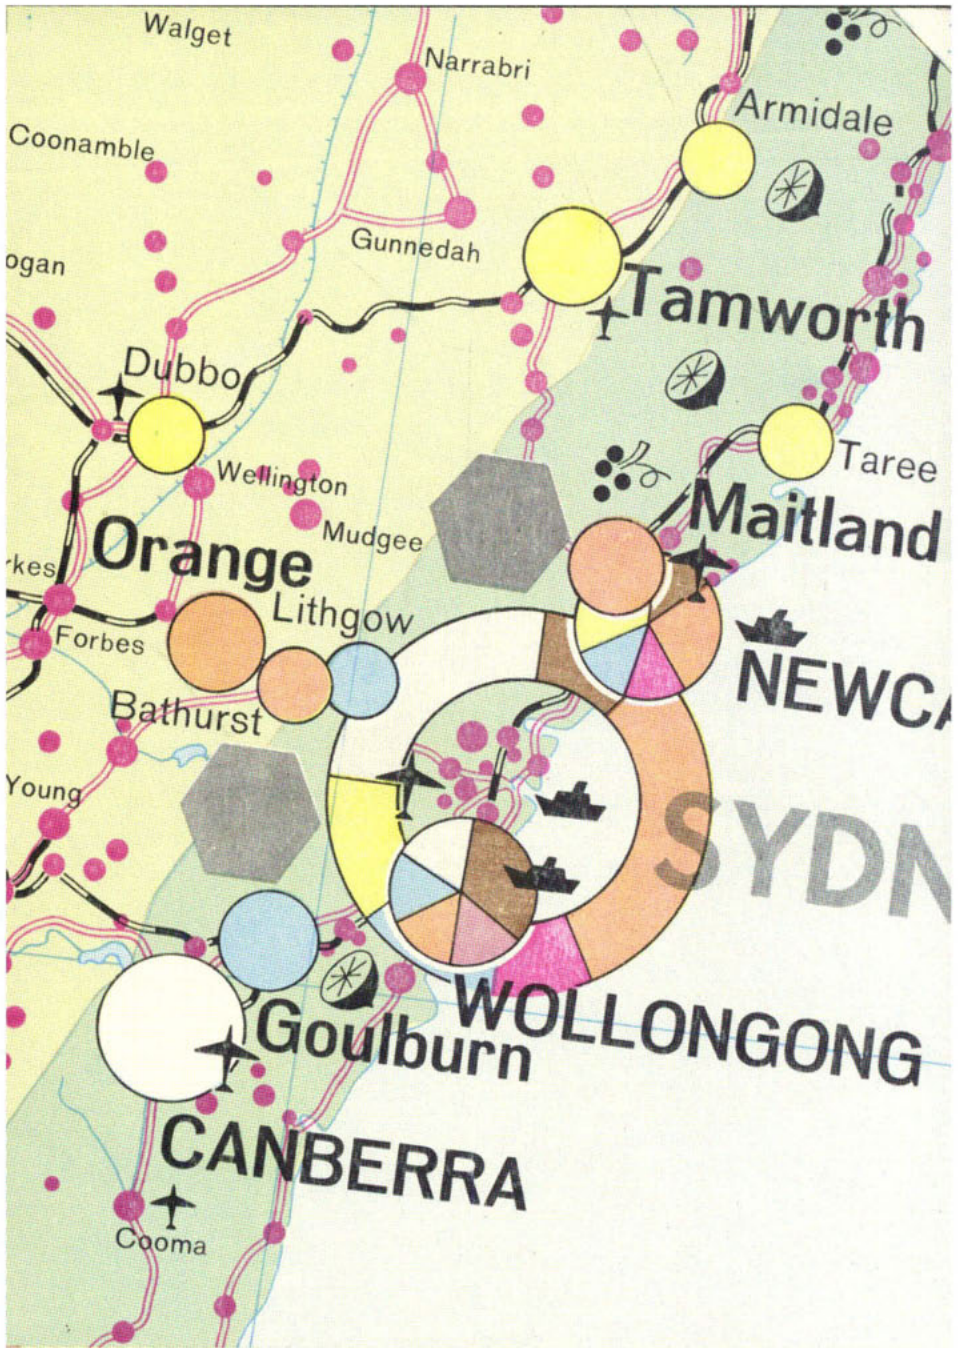 Walget
Narrabri
Armidale
Coonamble
Gunnedah
ogan
Tamworth
Dubbo
Taree
Wellington
Maitland
Mudgee
Orange
rkes
Lithgow
Forbes
NEWCA
Bathurst
Young
SYDN
WOLLONGONG
Goulburn
CANBERRA
Cooma